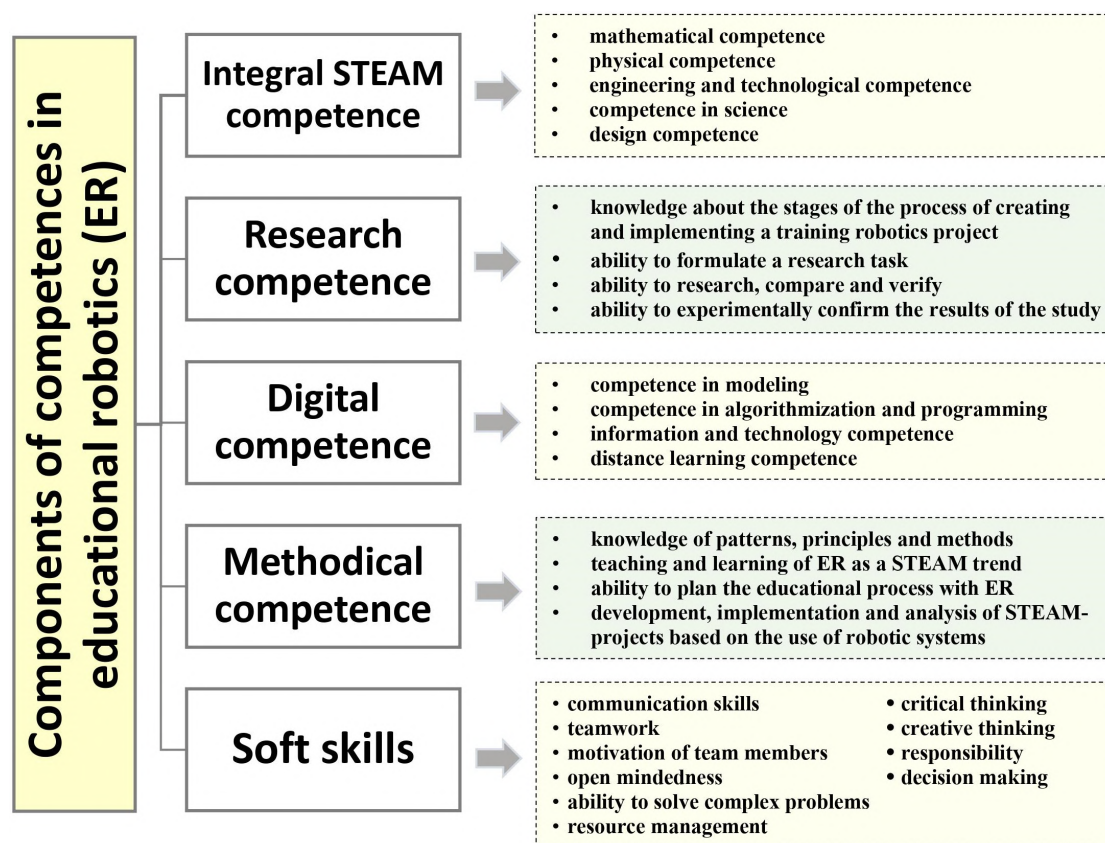 Components of competences in
educational robotics (ER)
Integral STEAM
competence
• mathematical competence
• physical competence
• engineering and technological competence
• competence in science
• design competence
Research
competence
• knowledge about the stages of the process of creating
and implementing a training robotics project
• ability to formulate a research task
• ability to research, compare and verify
• ability to experimentally confirm the results of the study
Digital
competence
• competence in modeling
• competence in algorithmization and programming
• information and technology competence
• distance learning competence
Methodical
competence
• knowledge of patterns, principles and methods
• teaching and learning of ER as a STEAM trend
• ability to plan the educational process with ER
• development, implementation and analysis of STEAM-
projects based on the use of robotic systems
Soft skills
• communication skills
• teamwork
• motivation of team members
• open mindedness
• ability to solve complex problems
• resource management
• critical thinking
• creative thinking
• responsibility
• decision making